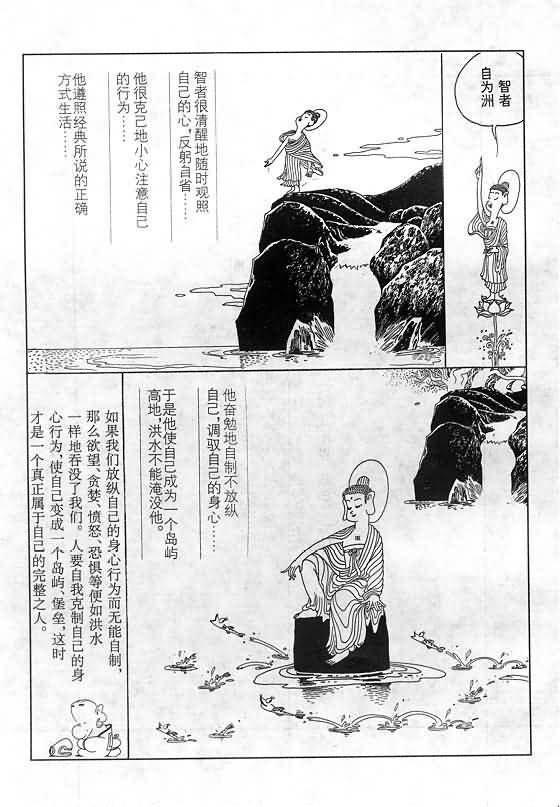 智者
自为洲
智者很清醒地随时观照
自己的心，反躬自省……
他很克己地小心注意自己
的行为……
他遵照经典所说的正确
方式生活……
他奋勉地自制不放纵
自己，调驭自己的身心……
于是他使自己成为一个岛屿
高地，洪水不能淹没他。
如果我们放纵自己的身心行为而无能自制，
那么欲望、贪婪、愤怒、恐惧等便如洪水
一样地吞没了我们。人要自我克制自己的身
心行为，使自己变成一个岛屿、堡垒，这时
才是一个真正属于自己的完整之人。